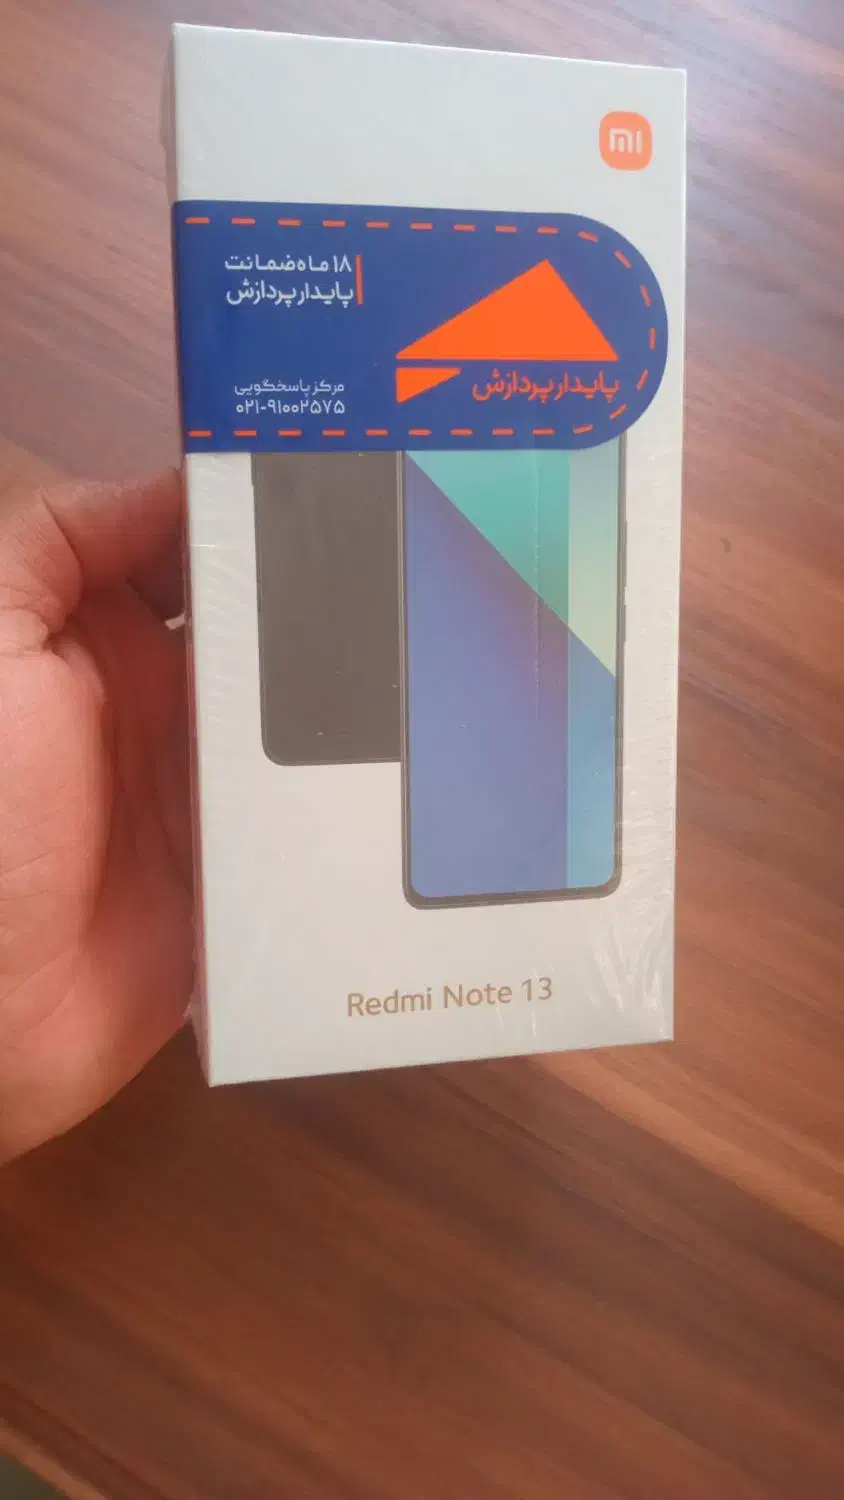 mi
۱۸ ماه ضمانت
پایدار پردازش
پایدار پردازش
مرکز پاسخگویی
۰۲۱-۹۱۰۰۲۵۷۵
Redmi Note 13